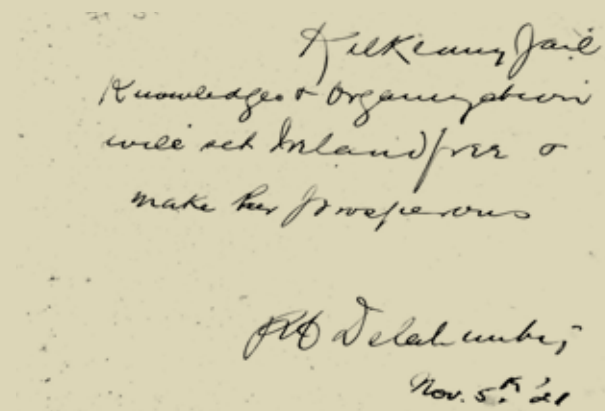 Kilkenny Jail
Knowledge & Organization
will set Ireland free &
make her prosperous
Delahunty
Nov. 5th '21